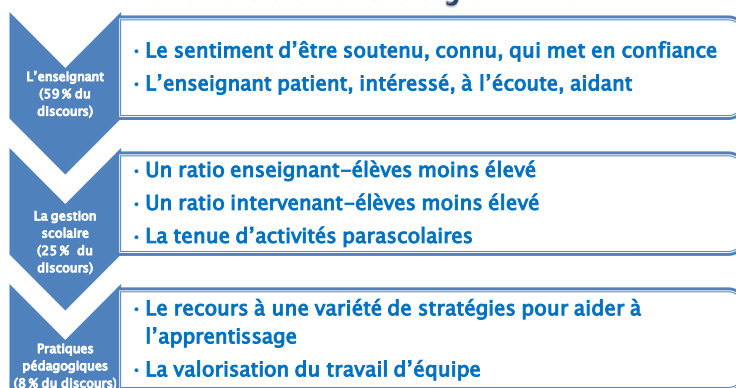 L'enseignant
(59 % du
discours)
· Le sentiment d'être soutenu, connu, qui met en confiance
· L'enseignant patient, intéressé, à l'écoute, aidant
La gestion
scolaire
(25 % du
discours)
· Un ratio enseignant-élèves moins élevé
· Un ratio intervenant-élèves moins élevé
· La tenue d'activités parascolaires
Pratiques
pédagogiques
(8 % du discours)
· Le recours à une variété de stratégies pour aider à
l'apprentissage
· La valorisation du travail d'équipe